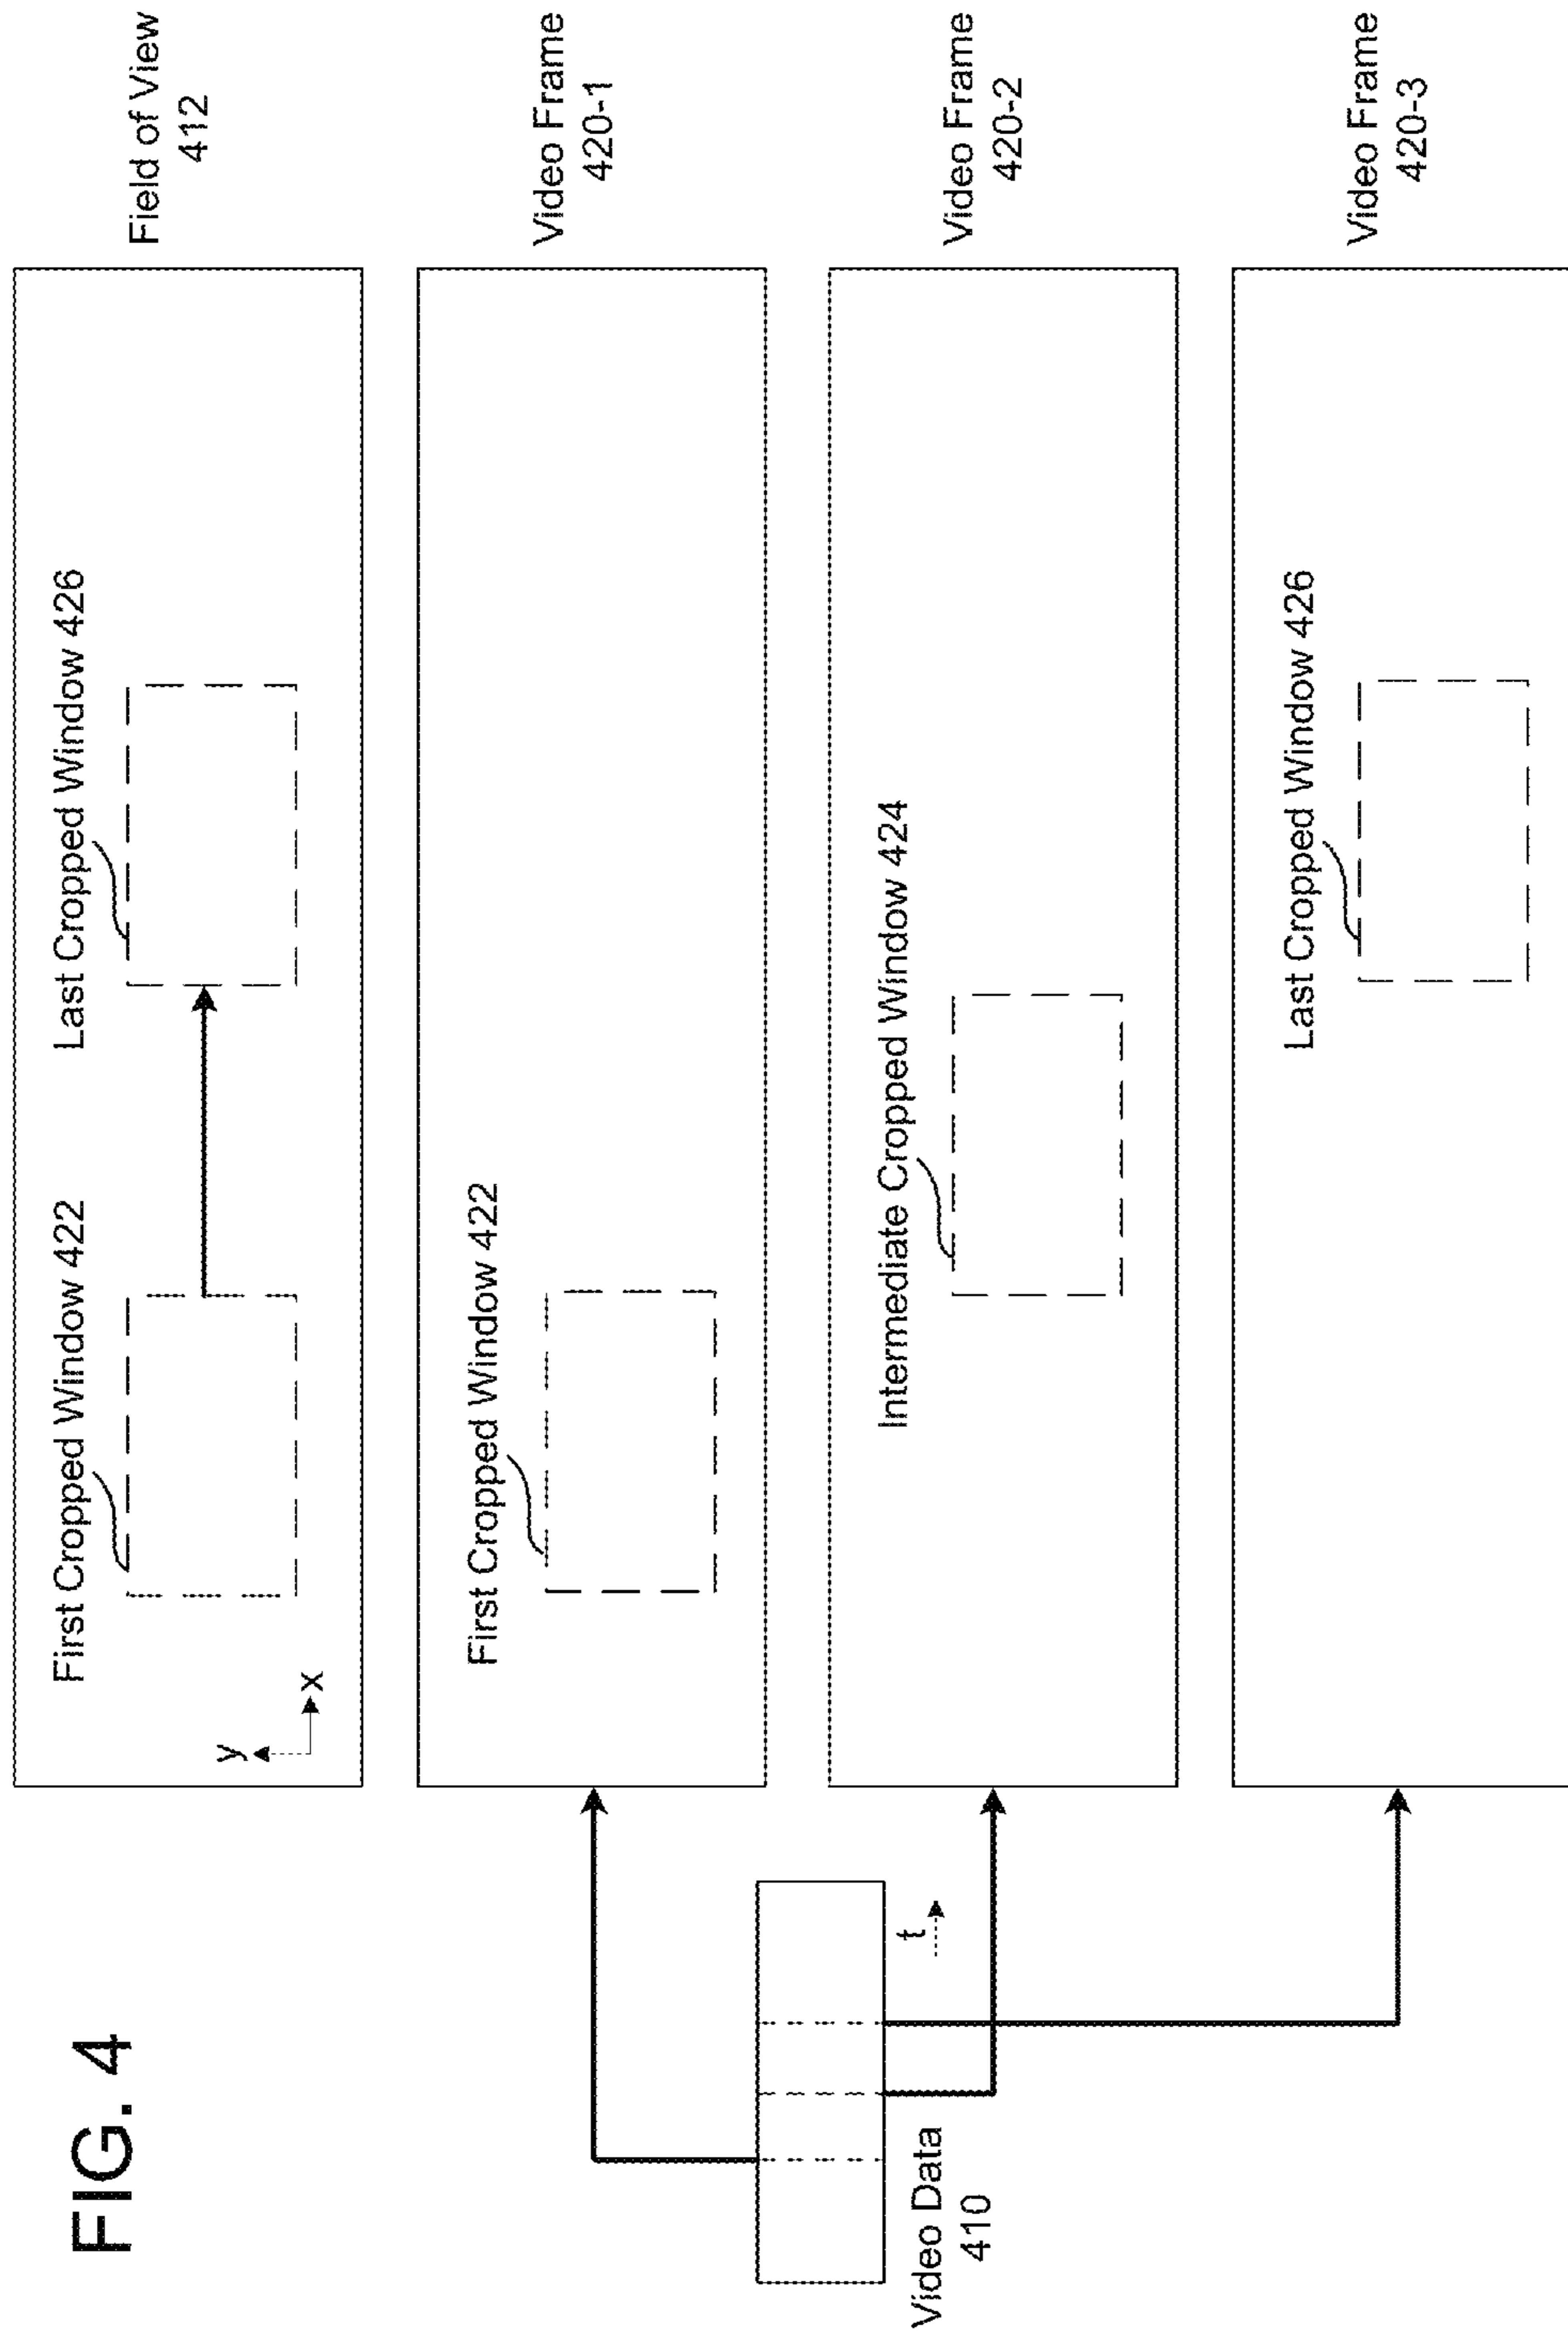 FIG. 4
First Cropped Window 422
Last Cropped Window 426
y
x
Field of View
412
First Cropped Window 422
Video Frame
420-1
Video Data
410
t
Intermediate Cropped Window 424
Video Frame
420-2
Last Cropped Window 426
Video Frame
420-3